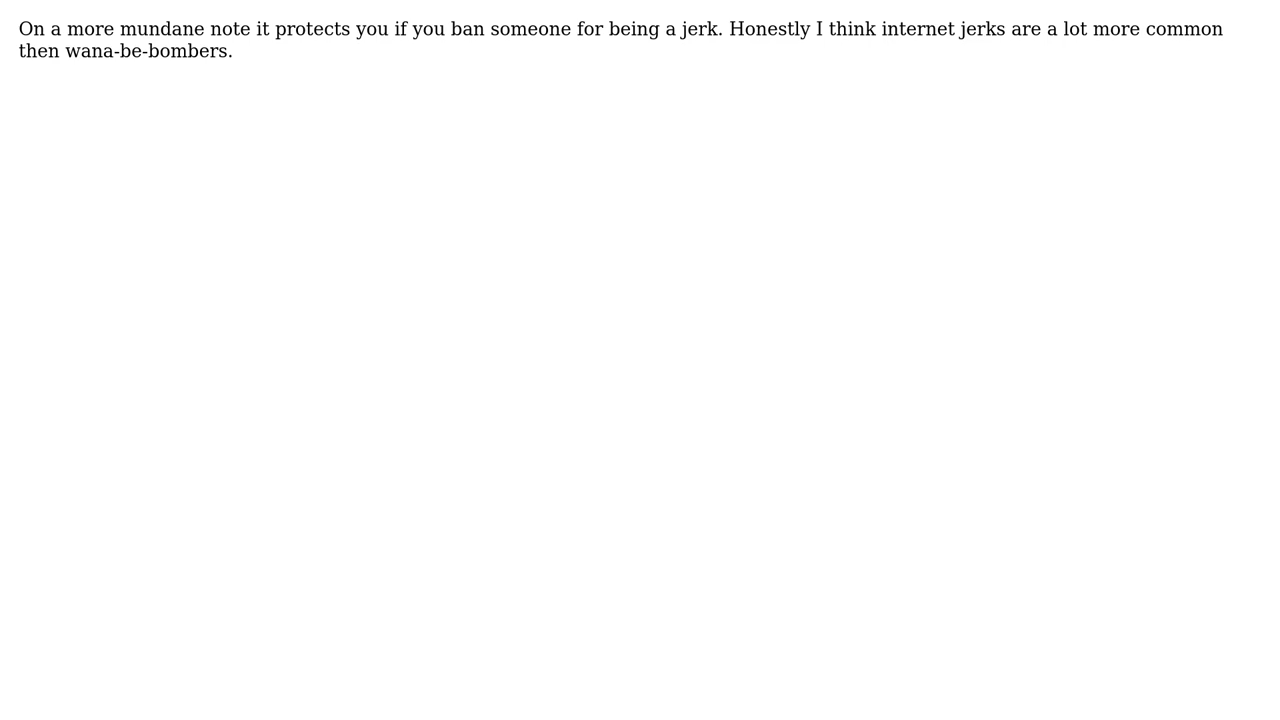 On a more mundane note it protects you if you ban someone for being a jerk. Honestly I think internet jerks are a lot more common
then wana-be-bombers.